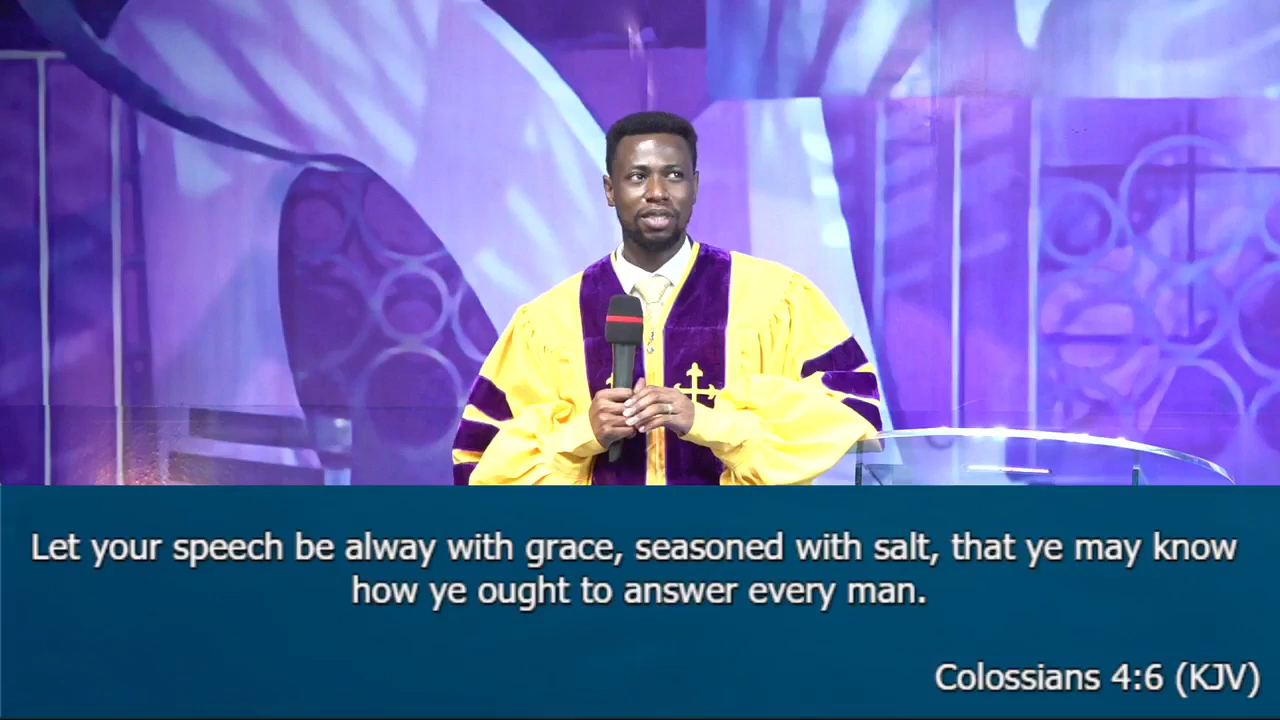 Let your speech be alway with grace, seasoned with salt, that ye may know
how ye ought to answer every man.
Colossians 4:6 (KJV)